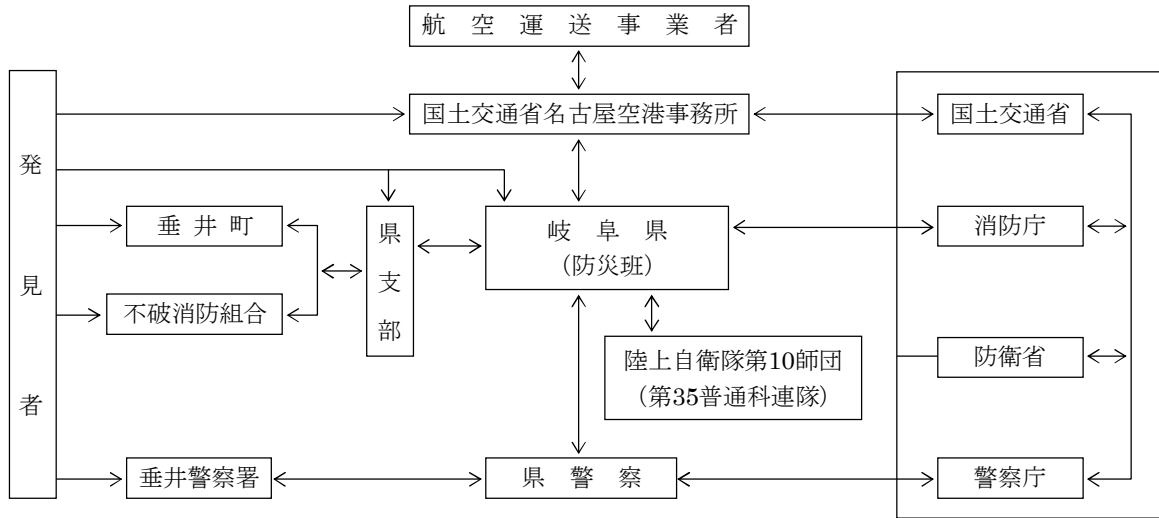 航空運送事業者
国土交通省名古屋空港事務所
国土交通省
発見者
垂井町
県支部
岐阜県
（防災班）
消防庁
不破消防組合
陸上自衛隊第10師団
（第35普通科連隊）
防衛省
垂井警察署
県警察
警察庁